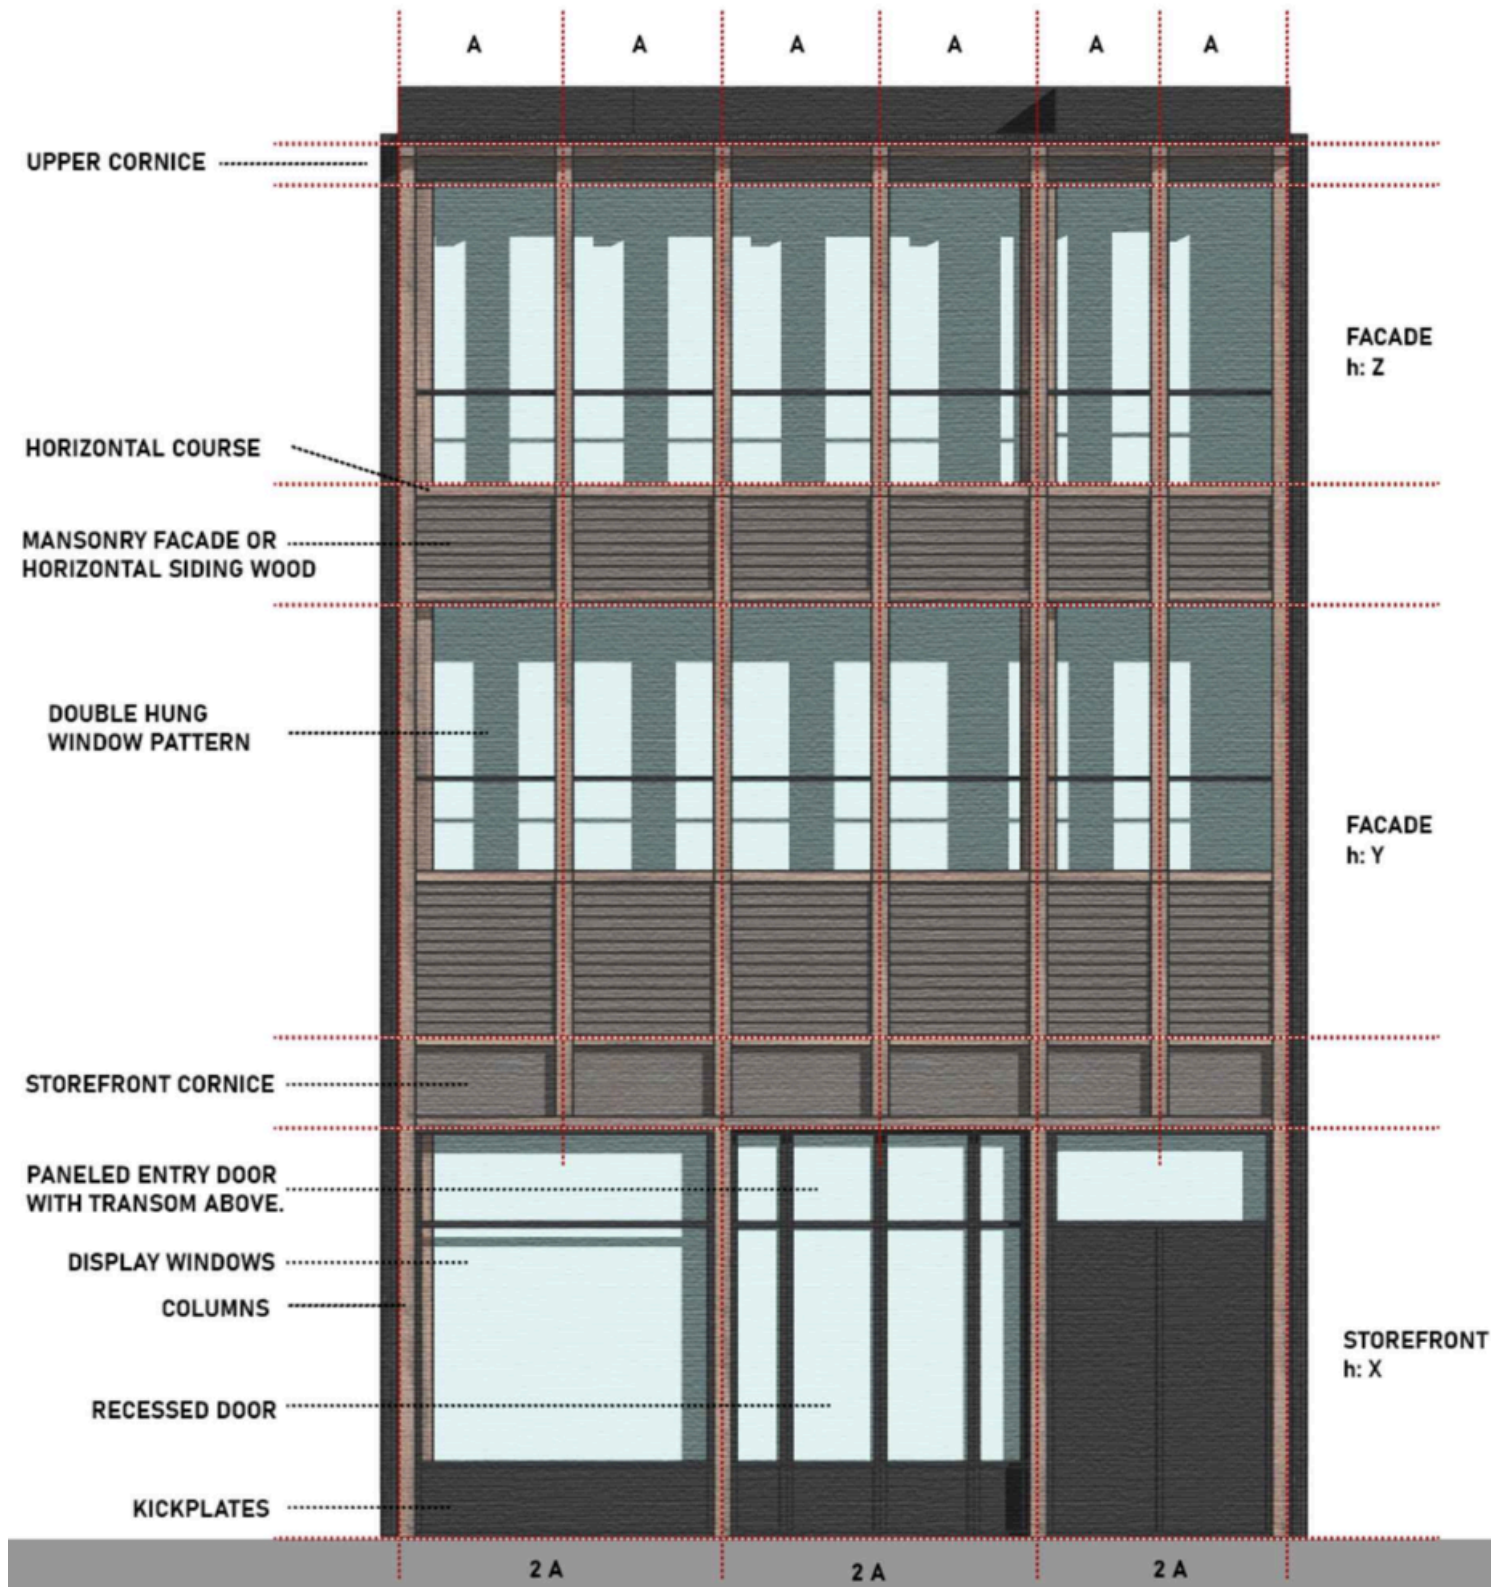 A A A A A A
UPPER CORNICE
FACADE
h: Z
HORIZONTAL COURSE
MANSONRY FACADE OR
HORIZONTAL SIDING WOOD
DOUBLE HUNG
WINDOW PATTERN
FACADE
h: Y
STOREFRONT CORNICE
PANELED ENTRY DOOR
WITH TRANSOM ABOVE.
DISPLAY WINDOWS
COLUMNS
STOREFRONT
h: X
RECESSED DOOR
KICKPLATES
2 A 2 A 2 A